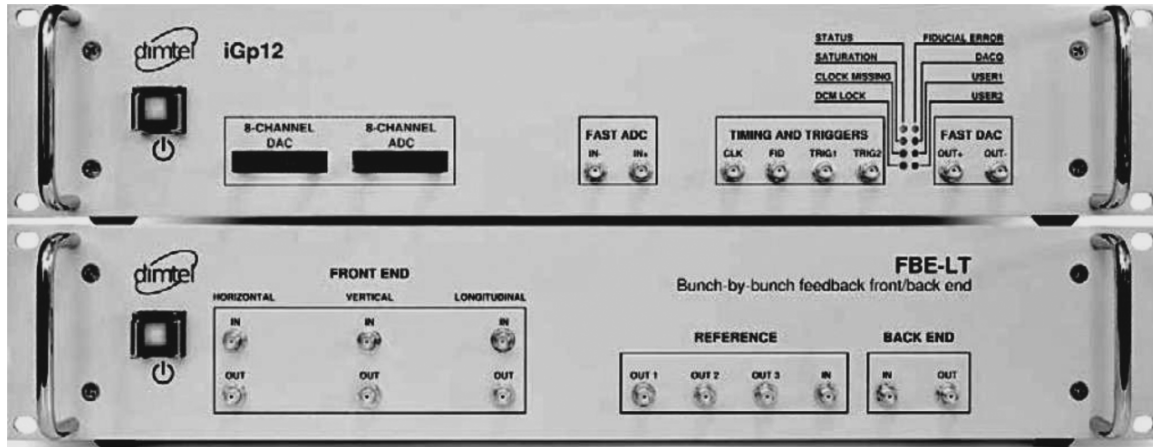 dimtel
iGp12
STATUS
FIDUCIAL ERROR
SATURATION
DACQ
CLOCK MISSING
USER1
DCM LOCK
USER2
8-CHANNEL
DAC
8-CHANNEL
ADC
FAST ADC
IN-
IN+
TIMING AND TRIGGERS
CLK
FID
TRIG1
TRIG2
FAST DAC
OUT+
OUT-
dimtel
FRONT END
HORIZONTAL
VERTICAL
LONGITUDINAL
IN
IN
IN
OUT
OUT
OUT
FBE-LT
Bunch-by-bunch feedback front/back end
REFERENCE
OUT 1
OUT 2
OUT 3
IN
BACK END
IN
OUT